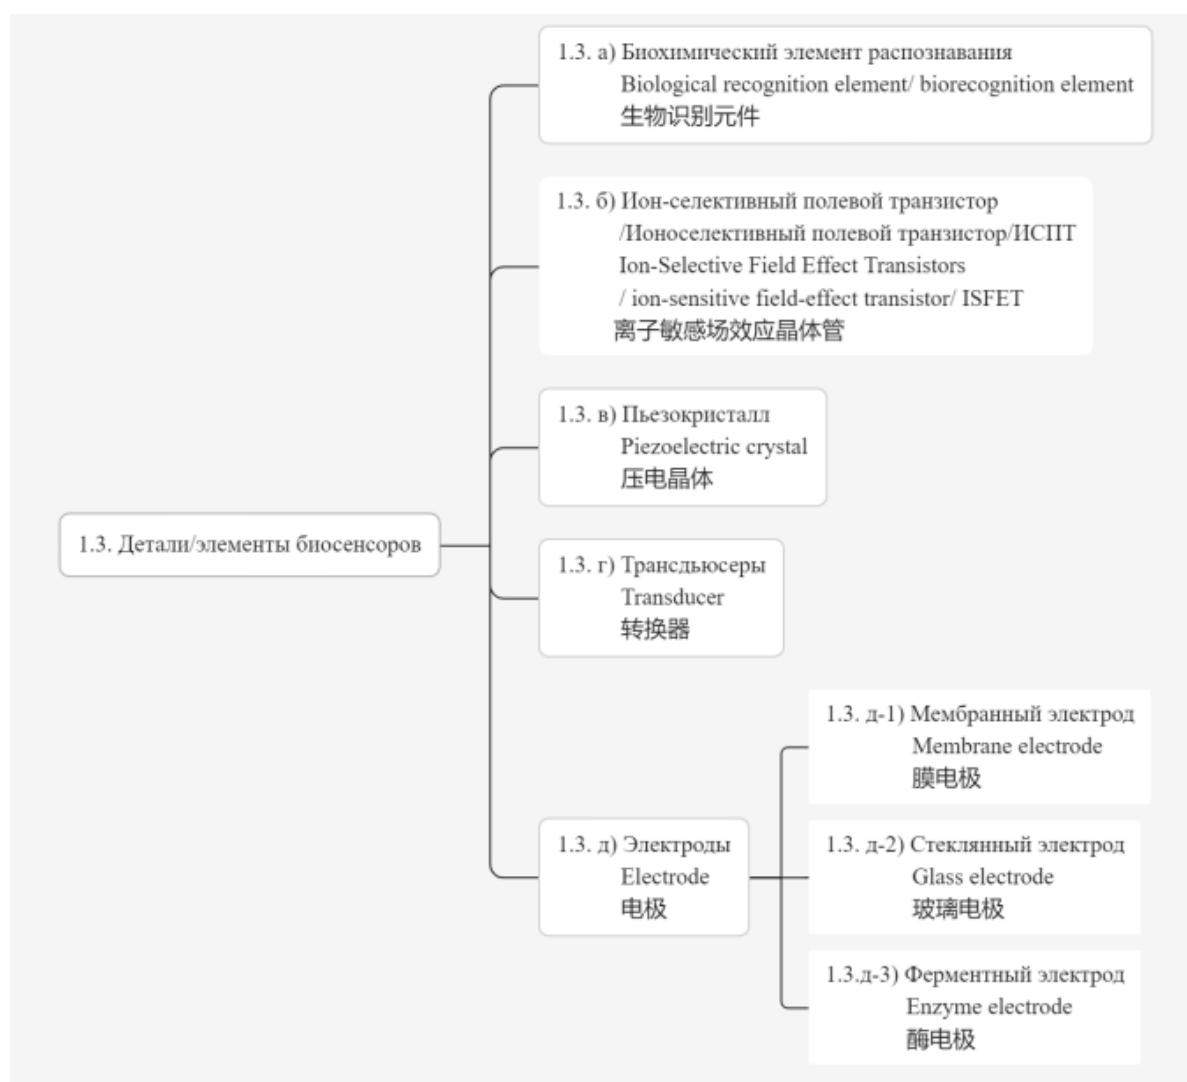 1.3. а) Биохимический элемент распознавания
Biological recognition element/ biorecognition element
生物识别元件
1.3. б) Ион-селективный полевой транзистор
/Ионоселективный полевой транзистор/ИСПТ
Ion-Selective Field Effect Transistors
/ ion-sensitive field-effect transistor/ ISFET
离子敏感场效应晶体管
1.3. в) Пьезокристалл
Piezoelectric crystal
压电晶体
1.3. Детали/элементы биосенсоров
1.3. г) Трансдьюсеры
Transducer
转换器
1.3. д) Электроды
Electrode
电极
1.3. д-1) Мембранный электрод
Membrane electrode
膜电极
1.3. д-2) Стеклянный электрод
Glass electrode
玻璃电极
1.3.д-3) Ферментный электрод
Enzyme electrode
酶电极